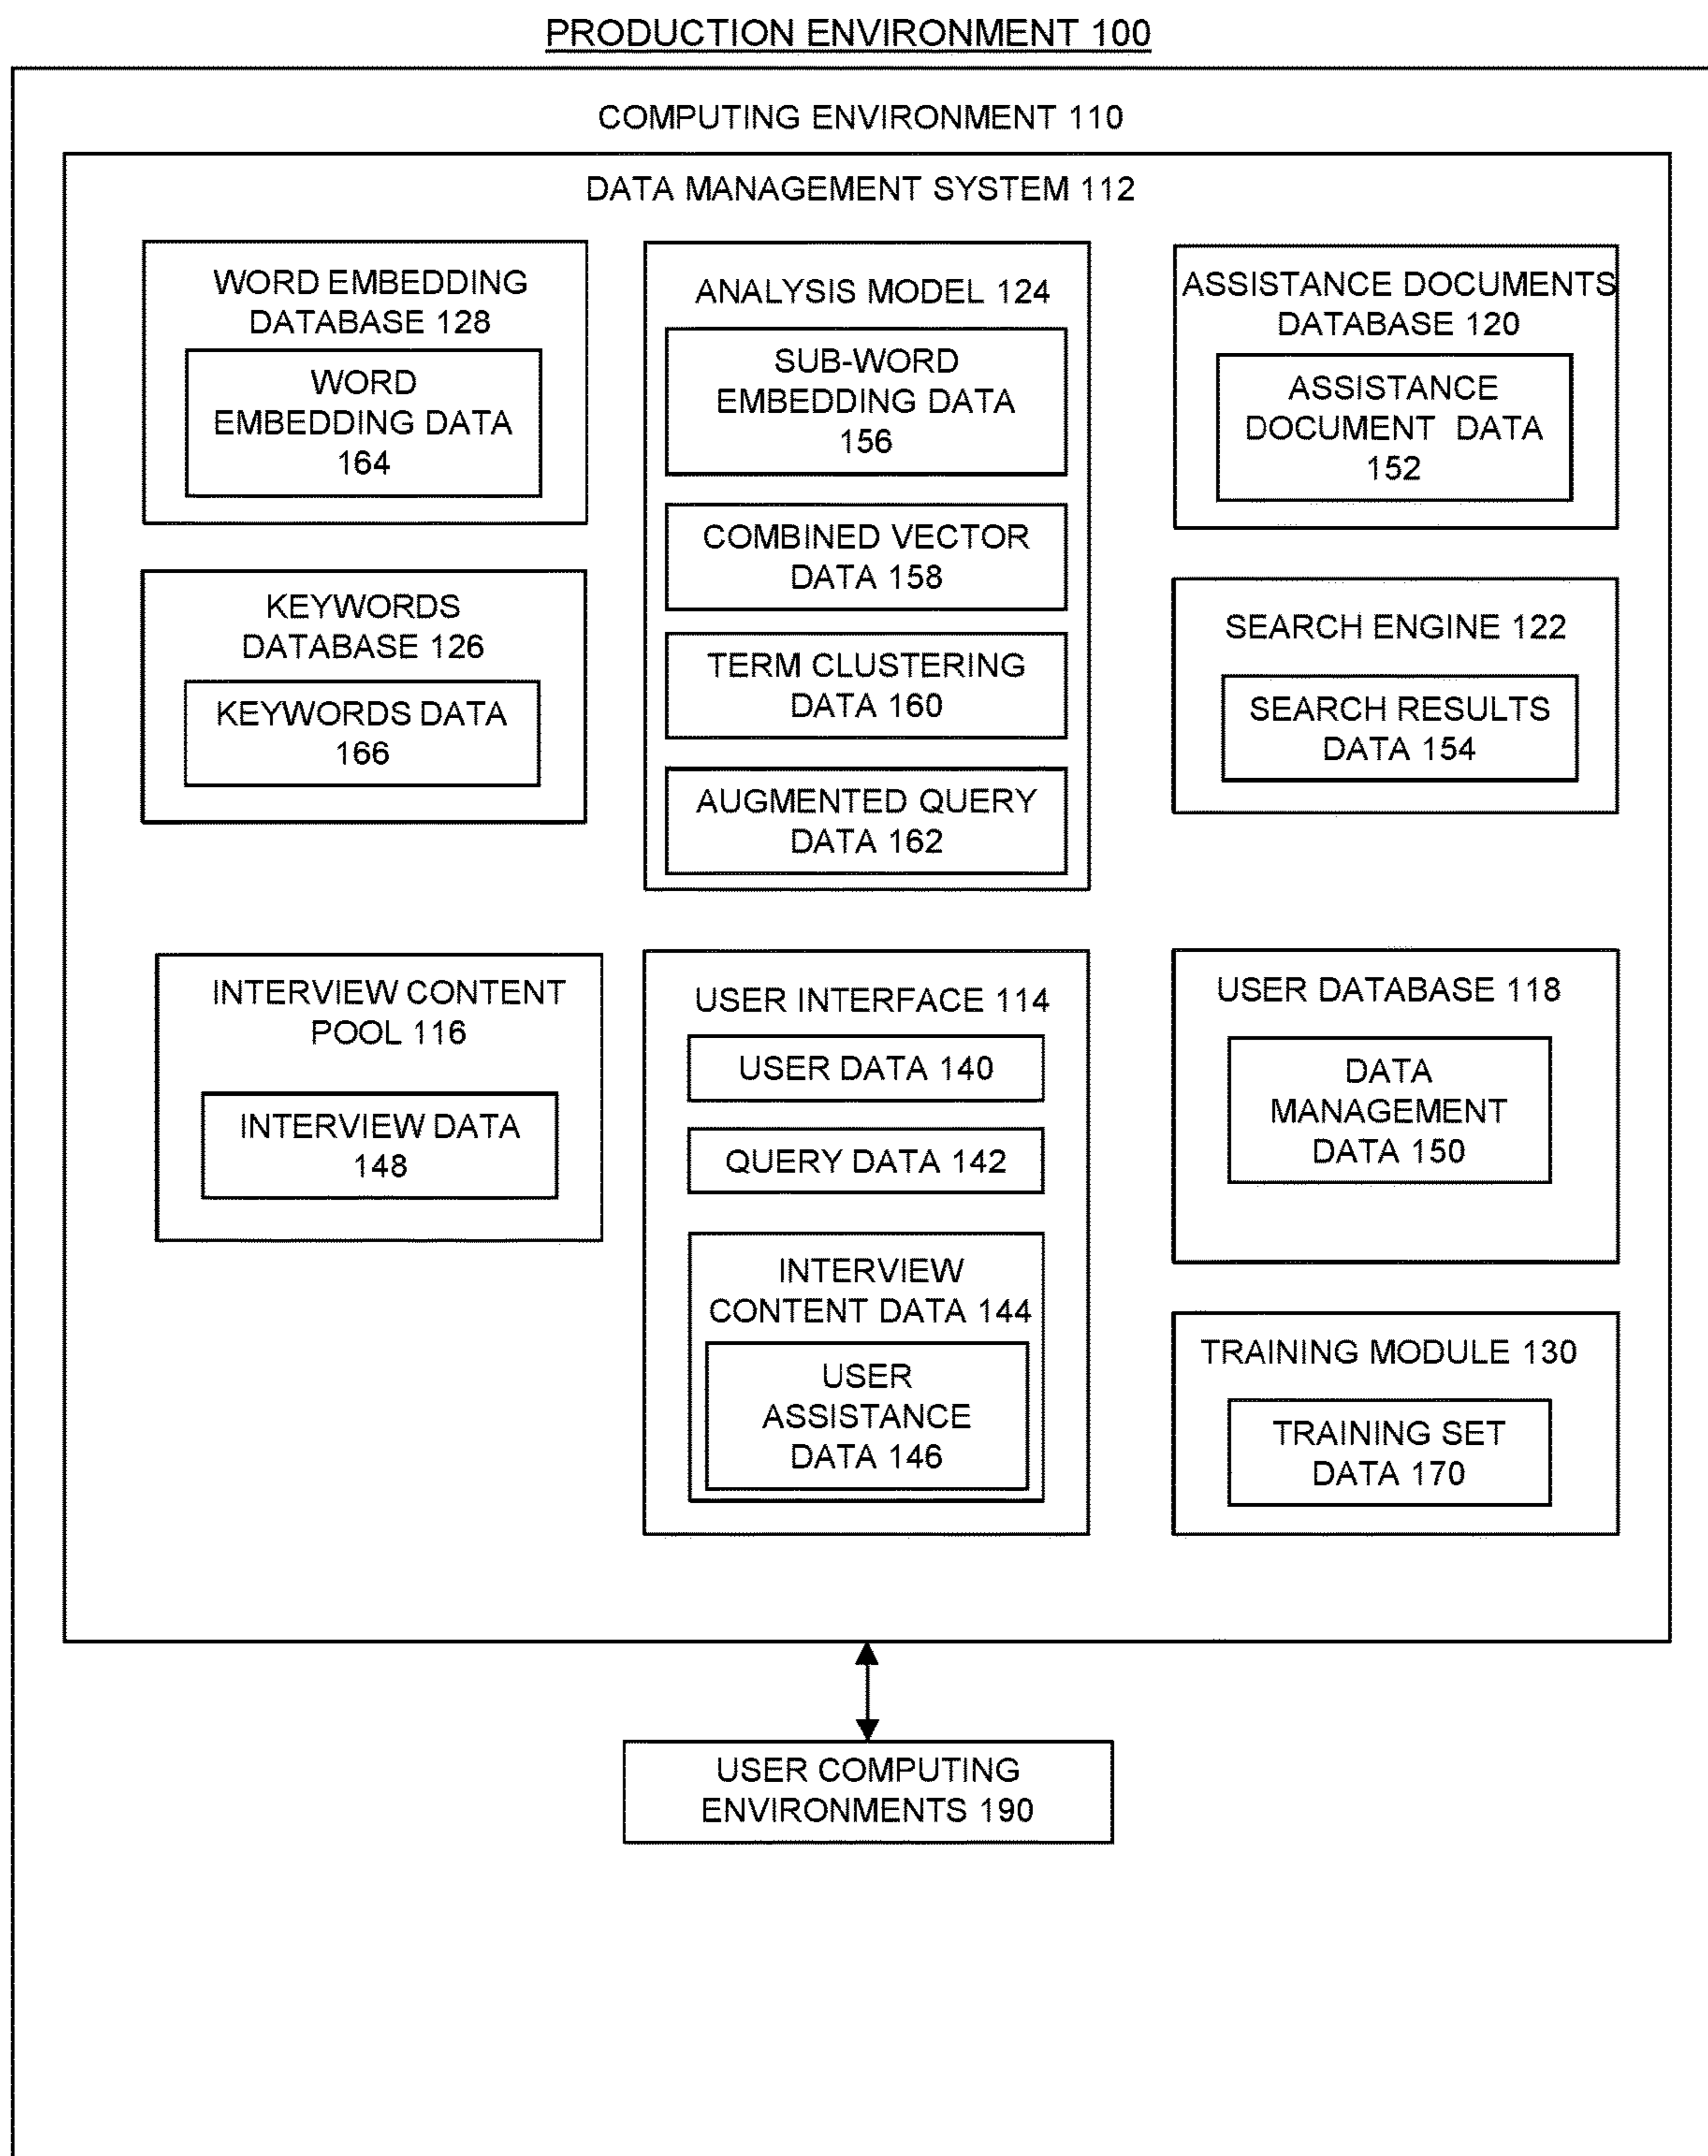 PRODUCTION ENVIRONMENT 100
COMPUTING ENVIRONMENT 110
DATA MANAGEMENT SYSTEM 112
WORD EMBEDDING
DATABASE 128
WORD
EMBEDDING DATA
164
KEYWORDS
DATABASE 126
KEYWORDS DATA
166
ANALYSIS MODEL 124
SUB-WORD
EMBEDDING DATA
156
COMBINED VECTOR
DATA 158
TERM CLUSTERING
DATA 160
AUGMENTED QUERY
DATA 162
ASSISTANCE DOCUMENTS
DATABASE 120
ASSISTANCE
DOCUMENT DATA
152
SEARCH ENGINE 122
SEARCH RESULTS
DATA 154
INTERVIEW CONTENT
POOL 116
INTERVIEW DATA
148
USER INTERFACE 114
USER DATA 140
QUERY DATA 142
INTERVIEW
CONTENT DATA 144
USER
ASSISTANCE
DATA 146
USER DATABASE 118
DATA
MANAGEMENT
DATA 150
TRAINING MODULE 130
TRAINING SET
DATA 170
USER COMPUTING
ENVIRONMENTS 190